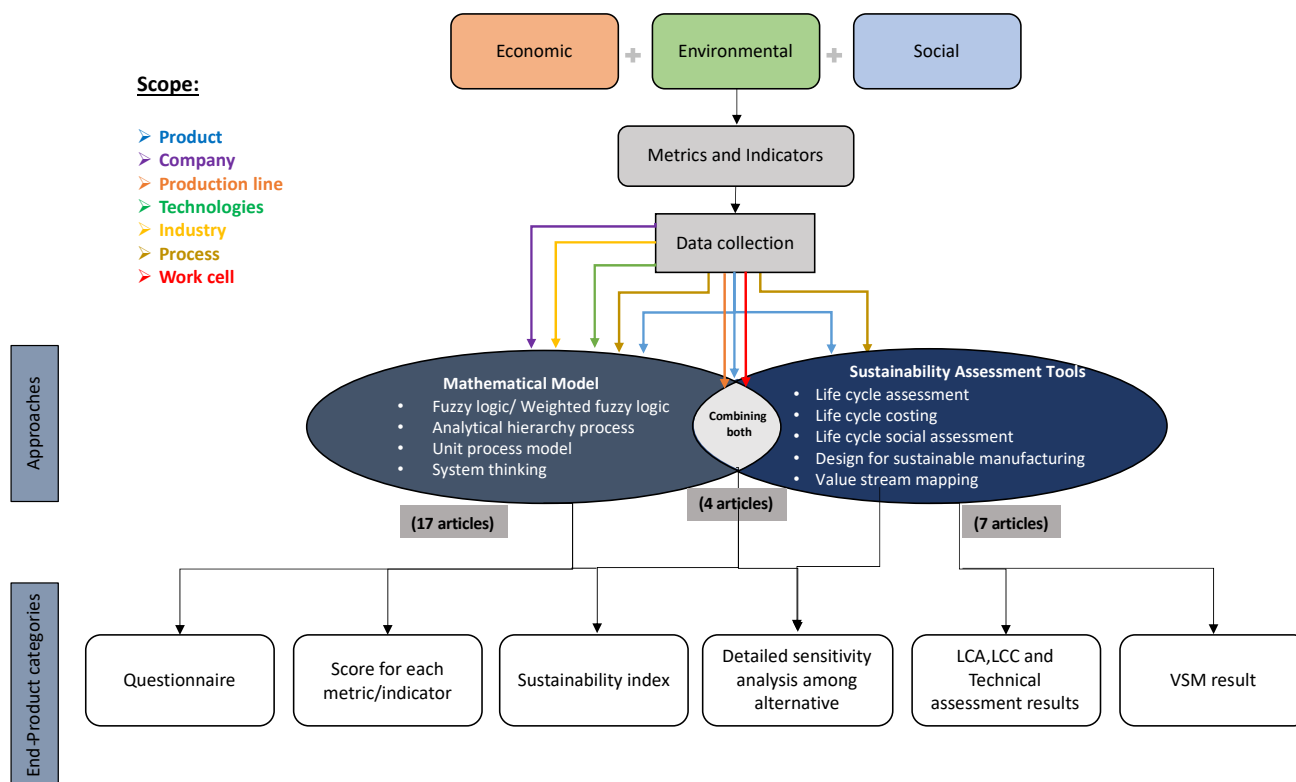 Economic
Environmental
Social
Scope:
Product
Company
Production line
Technologies
Industry
Process
Work cell
Metrics and Indicators
Data collection
Approaches
Mathematical Model
Fuzzy logic/ Weighted fuzzy logic
Analytical hierarchy process
Unit process model
System thinking
Combining
both
Sustainability Assessment Tools
Life cycle assessment
Life cycle costing
Life cycle social assessment
Design for sustainable manufacturing
Value stream mapping
(17 articles)
(4 articles)
(7 articles)
End-Product categories
Questionnaire
Score for each
metric/indicator
Sustainability index
Detailed sensitivity
analysis among
alternative
LCA,LCC and
Technical
assessment results
VSM result